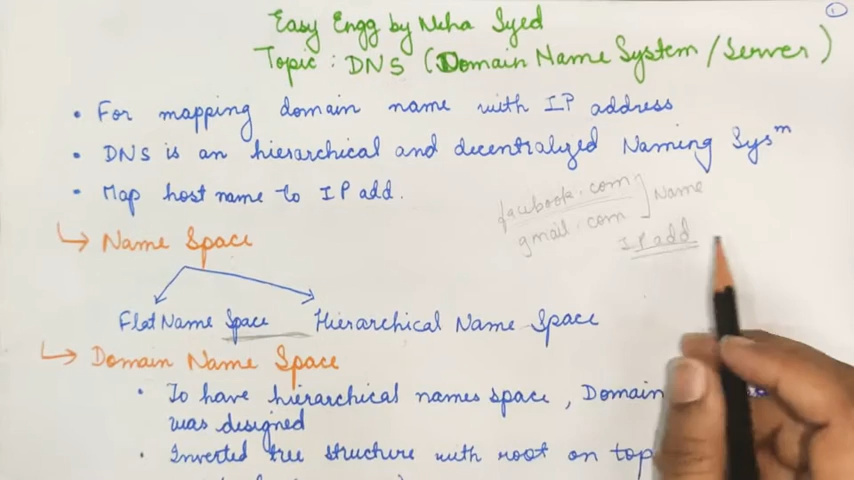 1
Easy Engg by Neha Syed
Topic : DNS (Domain Name System / Server)
• For mapping domain name with IP address
• DNS is an hierarchical and decentralized Naming Sysm
• Map host name to IP add.
facebook.com ] Name
gmail.com
IP add
Name Space
Flat Name Space Hierarchical Name Space
Domain Name Space
• To have hierarchical names space, Domain
was designed
• Inverted tree structure with root on top